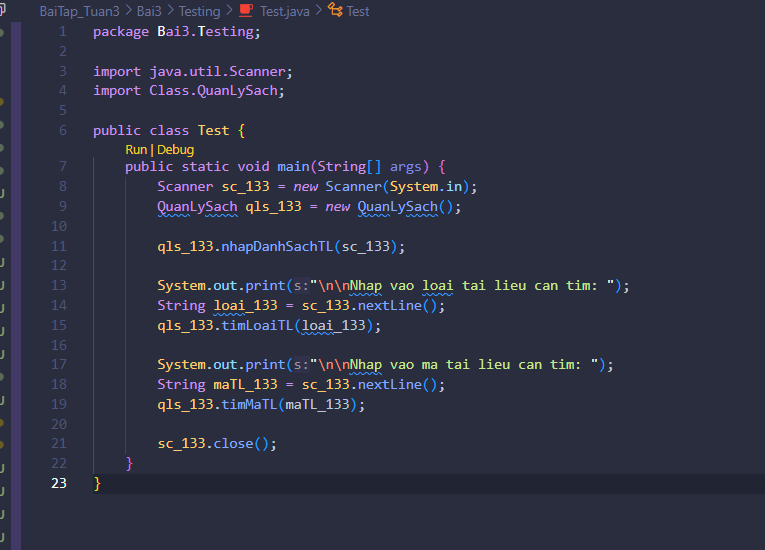 BaiTap_Tuan3 > Bai3 > Testing > Test.java > Test
1 package Bai3.Testing;
2
3 import java.util.Scanner;
4 import Class.QuanLySach;
5
6 public class Test {
Run | Debug
7 public static void main(String[] args) {
8 Scanner sc_133 = new Scanner(System.in);
9 QuanLySach qls_133 = new QuanLySach();
10
11 qls_133.nhapDanhSachTL(sc_133);
12
13 System.out.print(s:"\n\nNhap vao loai tai lieu can tim: ");
14 String loai_133 = sc_133.nextLine();
15 qls_133.timLoaiTL(loai_133);
16
17 System.out.print(s:"\n\nNhap vao ma tai lieu can tim: ");
18 String maTL_133 = sc_133.nextLine();
19 qls_133.timMaTL(maTL_133);
20
21 sc_133.close();
22 }
23 }